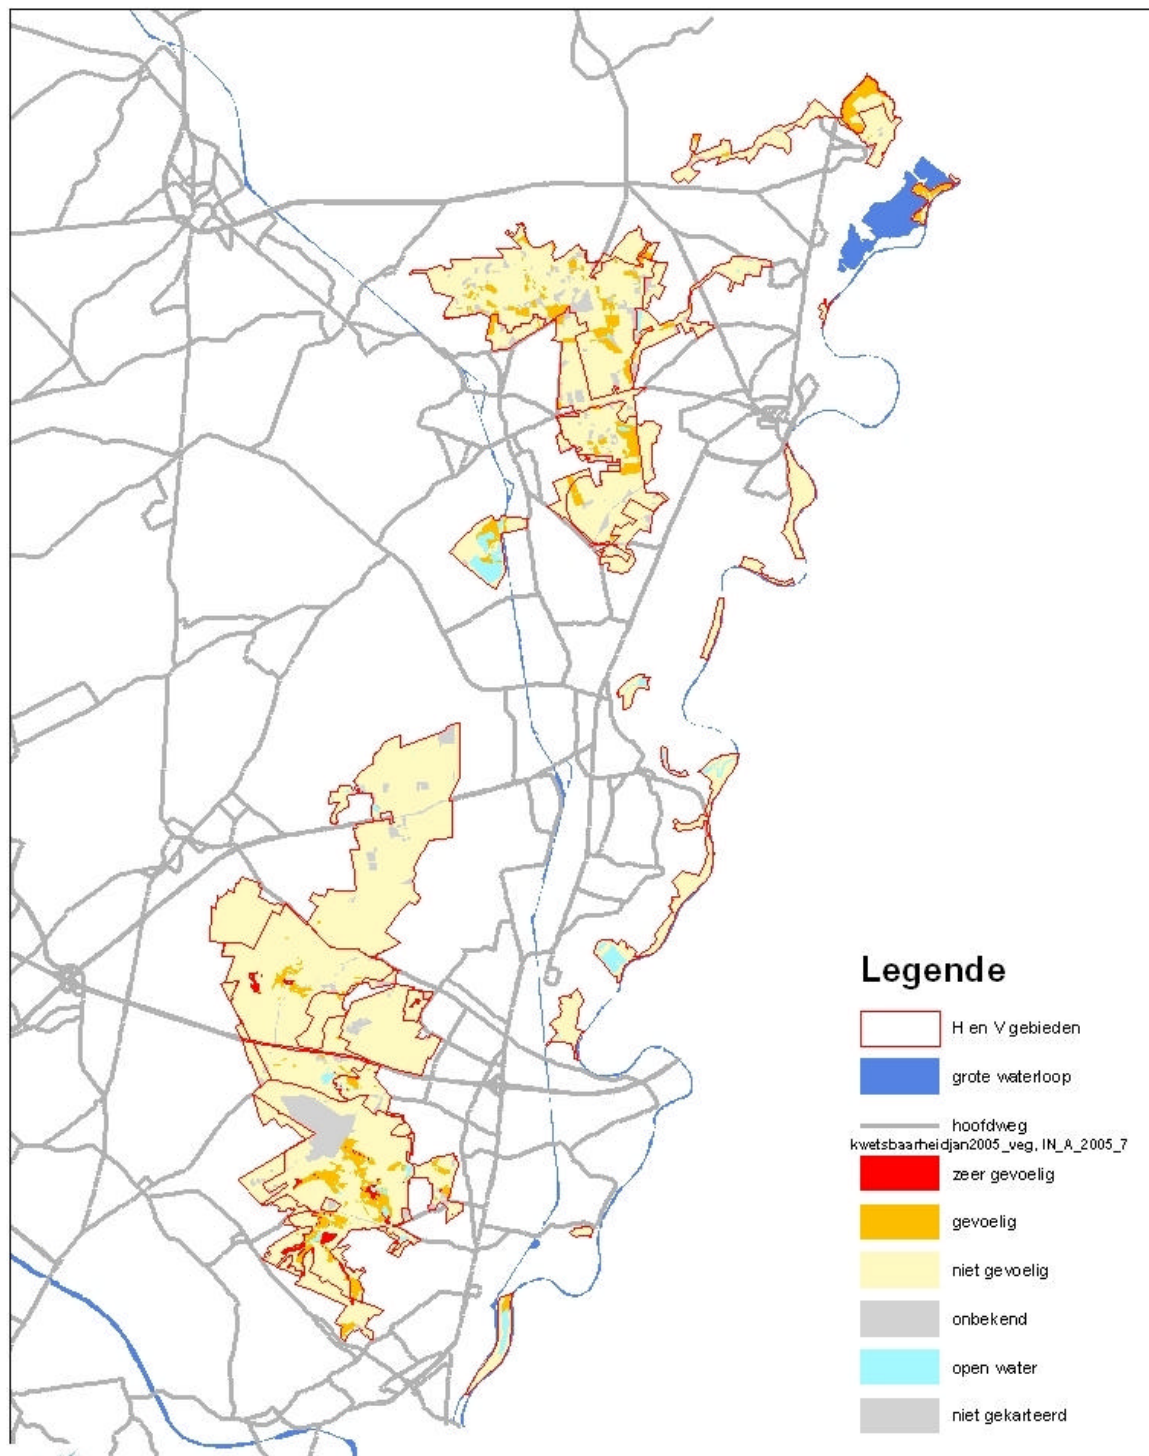 Legende
H en V gebieden
grote waterloop
hoofdweg
kwetsbaarheidjan2005_veg, IN_A_2005_7
zeer gevoelig
gevoelig
niet gevoelig
onbekend
open water
niet gekarteerd